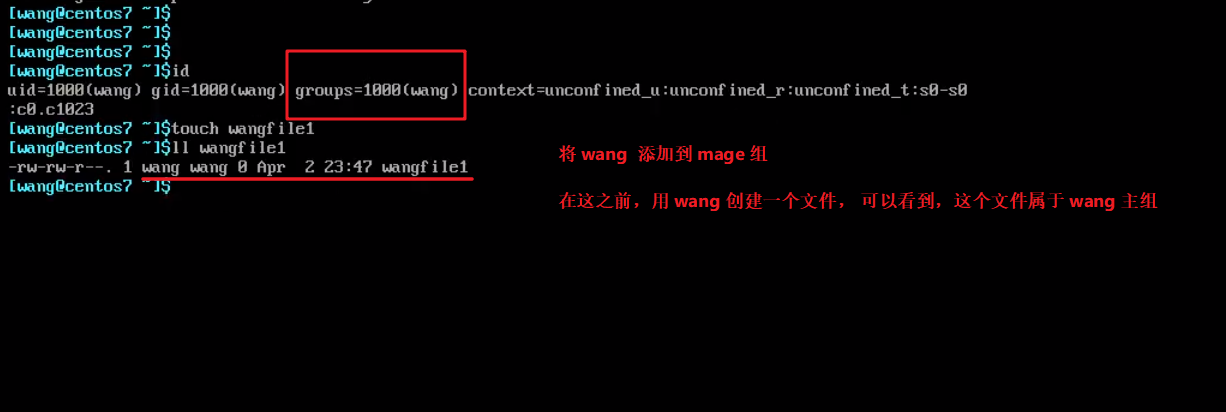 [wang@centos7 ~]$
[wang@centos7 ~]$
[wang@centos7 ~]$
[wang@centos7 ~]$id
uid=1000(wang) gid=1000(wang) groups=1000(wang) context=unconfined_u:unconfined_r:unconfined_t:s0-s0
:c0.c1023
[wang@centos7 ~]$touch wangfile1
[wang@centos7 ~]$ll wangfile1
-rw-rw-r--. 1 wang wang 0 Apr  2 23:47 wangfile1
[wang@centos7 ~]$
将 wang 添加到 mage 组
在这之前，用 wang 创建一个文件， 可以看到，这个文件属于 wang 主组